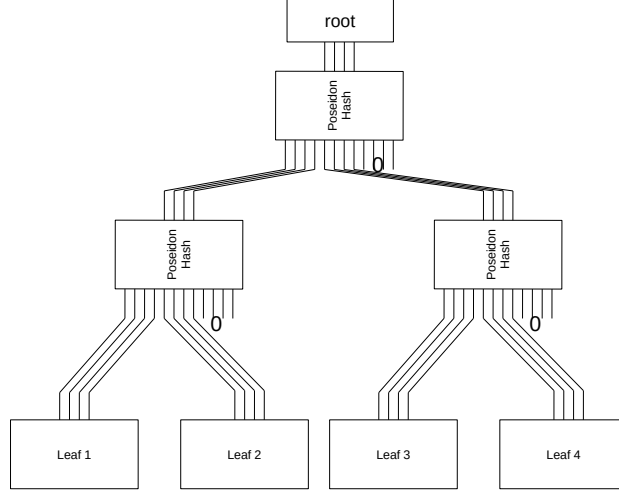 root
Poseidon
Hash
0
Poseidon
Hash
Poseidon
Hash
0
0
Leaf 1
Leaf 2
Leaf 3
Leaf 4